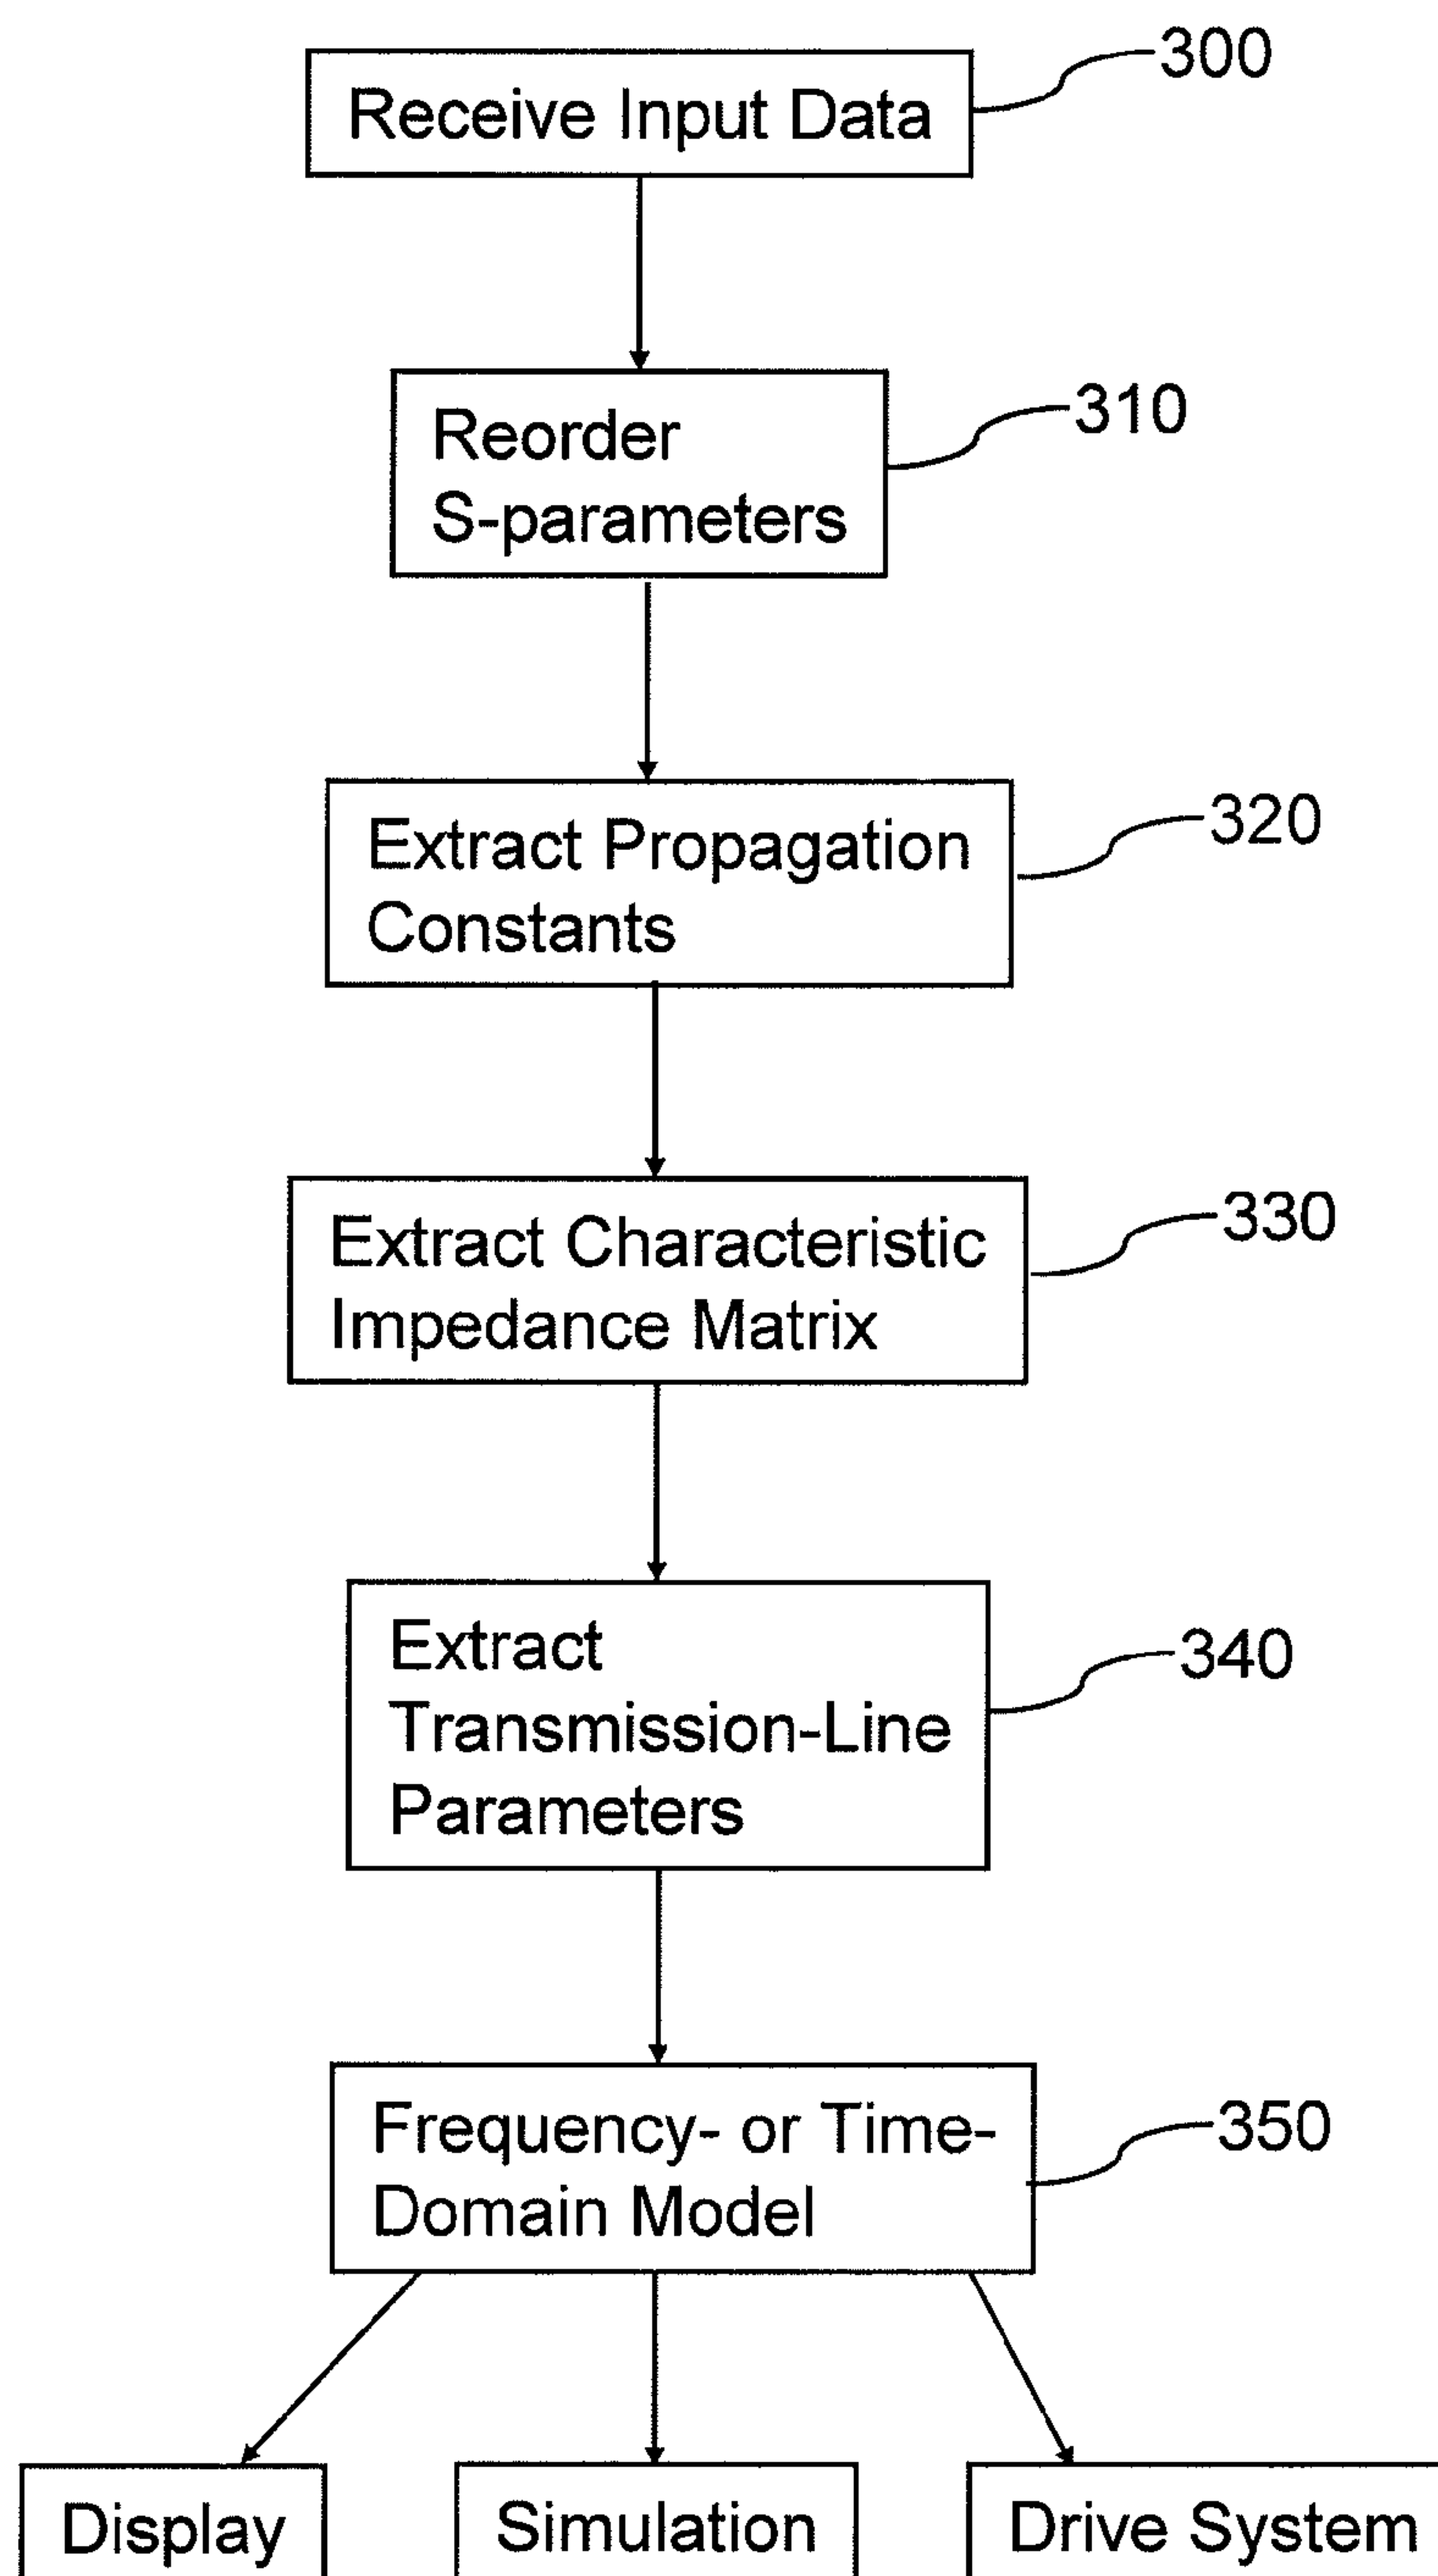 300
Receive Input Data
310
Reorder
S-parameters
320
Extract Propagation
Constants
330
Extract Characteristic
Impedance Matrix
340
Extract
Transmission-Line
Parameters
350
Frequency- or Time-
Domain Model
Display
Simulation
Drive System